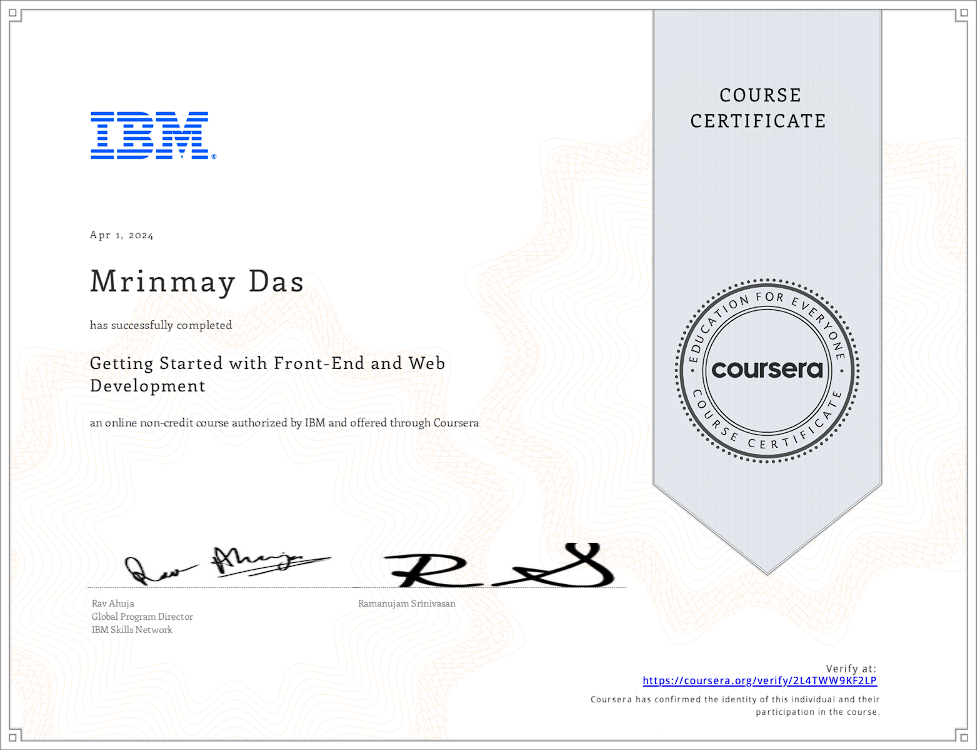 COURSE
CERTIFICATE
IBM®
Apr 1, 2024
Mrinmay Das
has successfully completed
Getting Started with Front-End and Web
Development
an online non-credit course authorized by IBM and offered through Coursera
EDUCATION FOR EVERYONE
coursera
COURSE CERTIFICATE
Rav Ahuja
R S
Rav Ahuja
Global Program Director
IBM Skills Network
Ramanujam Srinivasan
Verify at:
https://coursera.org/verify/2L4TWW9KF2LP
Coursera has confirmed the identity of this individual and their
participation in the course.